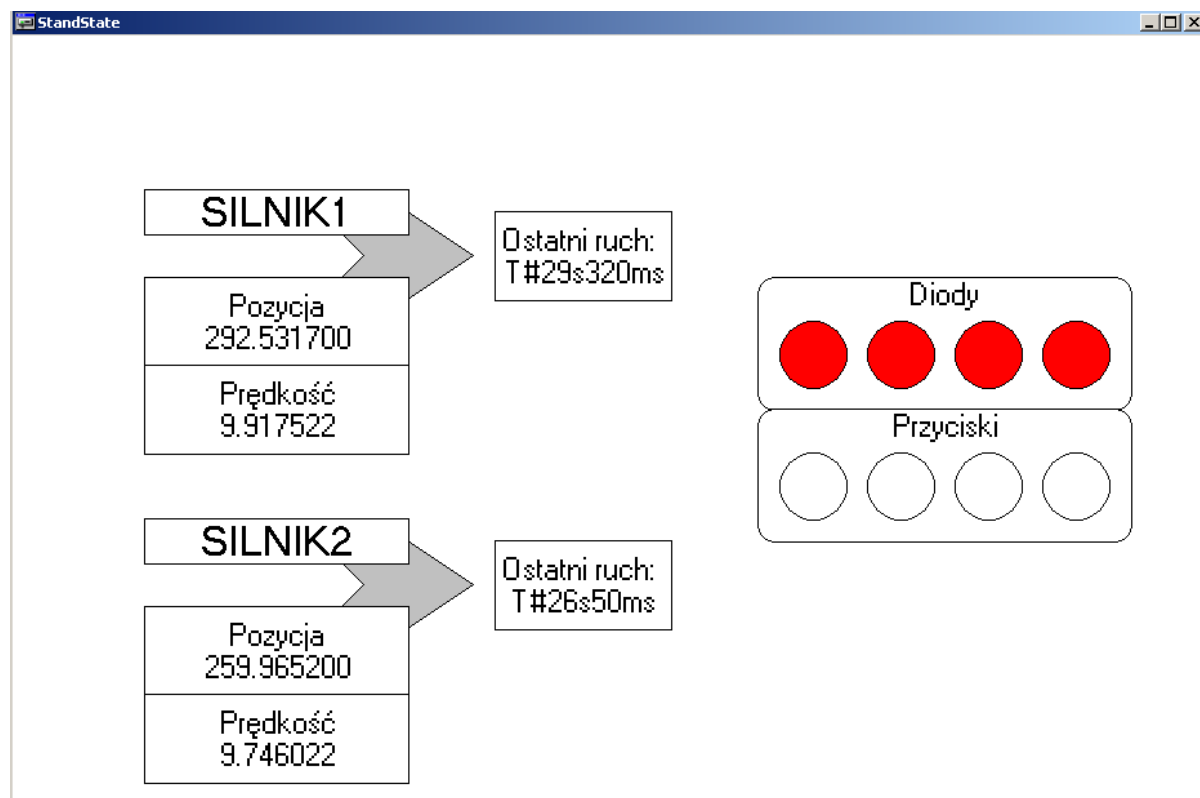 StandState
SILNIK1
Pozycja
292.531700
Prędkość
9.917522
Ostatni ruch:
T#29s320ms
SILNIK2
Pozycja
259.965200
Prędkość
9.746022
Ostatni ruch:
T#26s50ms
Diody
Przyciski